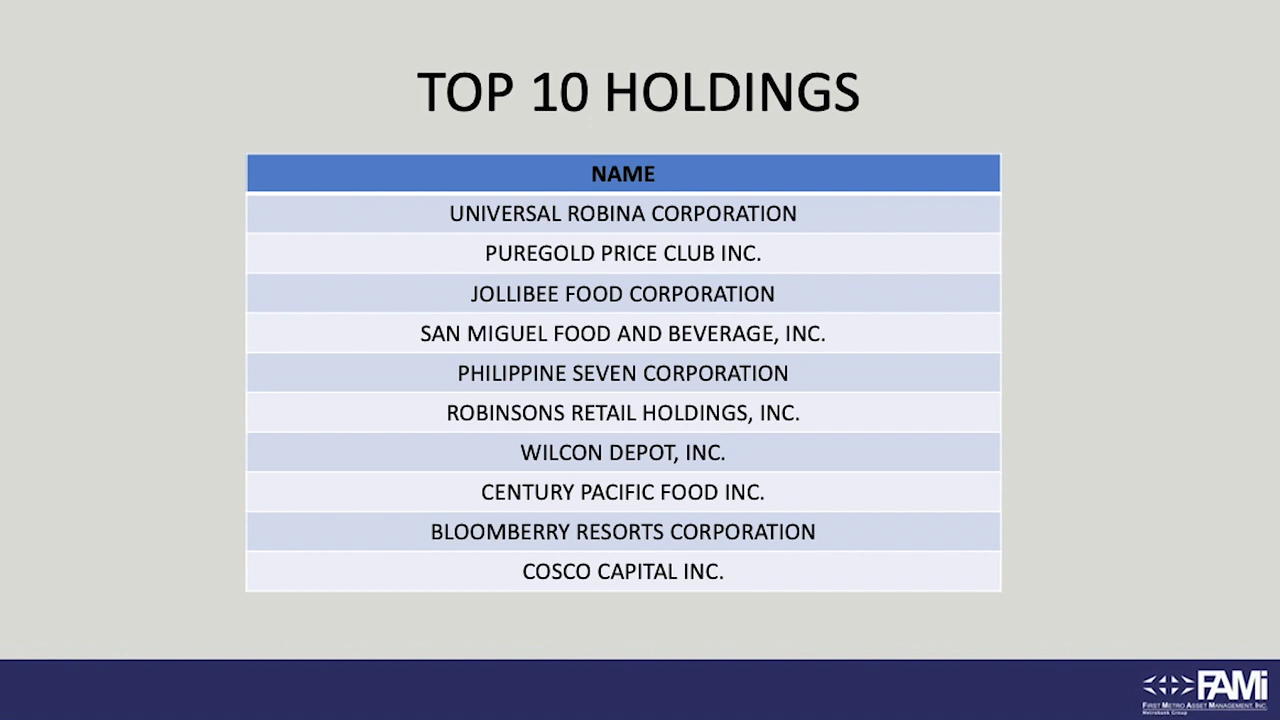 TOP 10 HOLDINGS
NAME
UNIVERSAL ROBINA CORPORATION
PUREGOLD PRICE CLUB INC.
JOLLIBEE FOOD CORPORATION
SAN MIGUEL FOOD AND BEVERAGE, INC.
PHILIPPINE SEVEN CORPORATION
ROBINSONS RETAIL HOLDINGS, INC.
WILCON DEPOT, INC.
CENTURY PACIFIC FOOD INC.
BLOOMBERRY RESORTS CORPORATION
COSCO CAPITAL INC.
FAMi
FIRST METRO ASSET MANAGEMENT, INC.
Metrobank Group